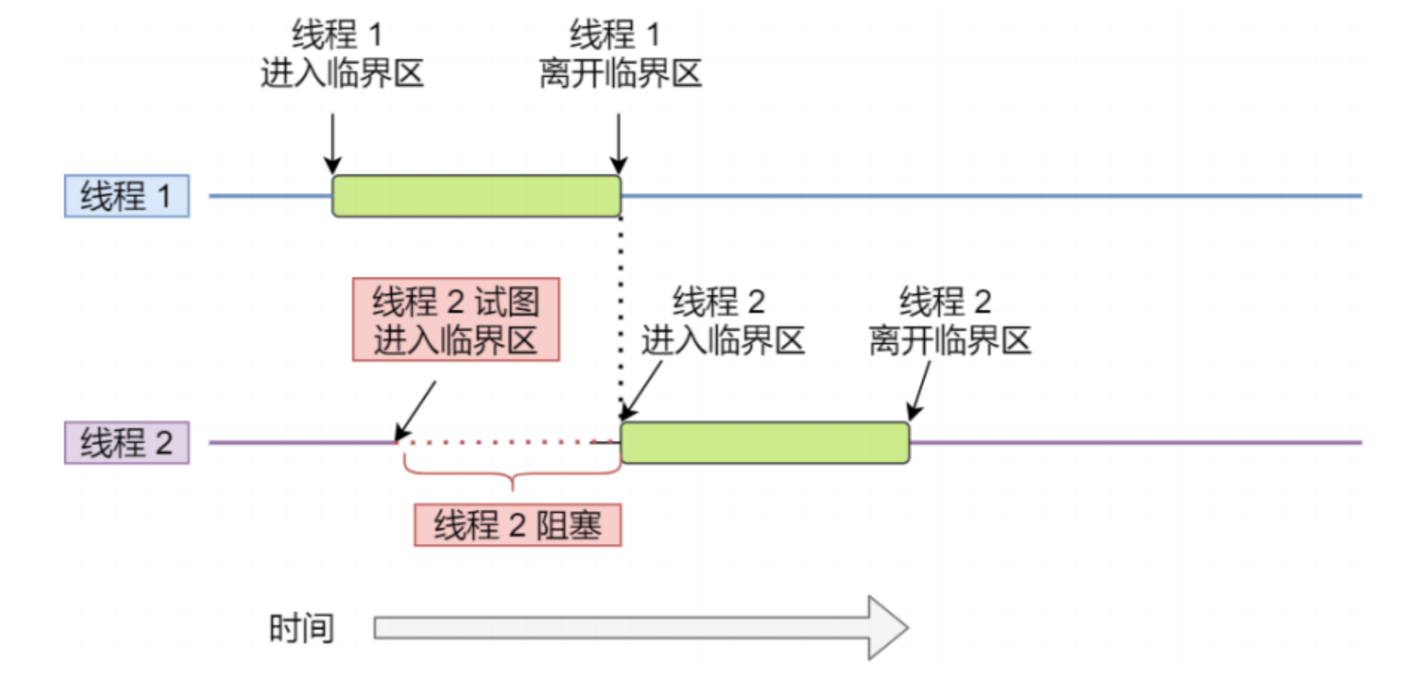 线程 1
进入临界区
线程 1
离开临界区
线程 1
线程 2 试图
进入临界区
线程 2
进入临界区
线程 2
离开临界区
线程 2
线程 2 阻塞
时间